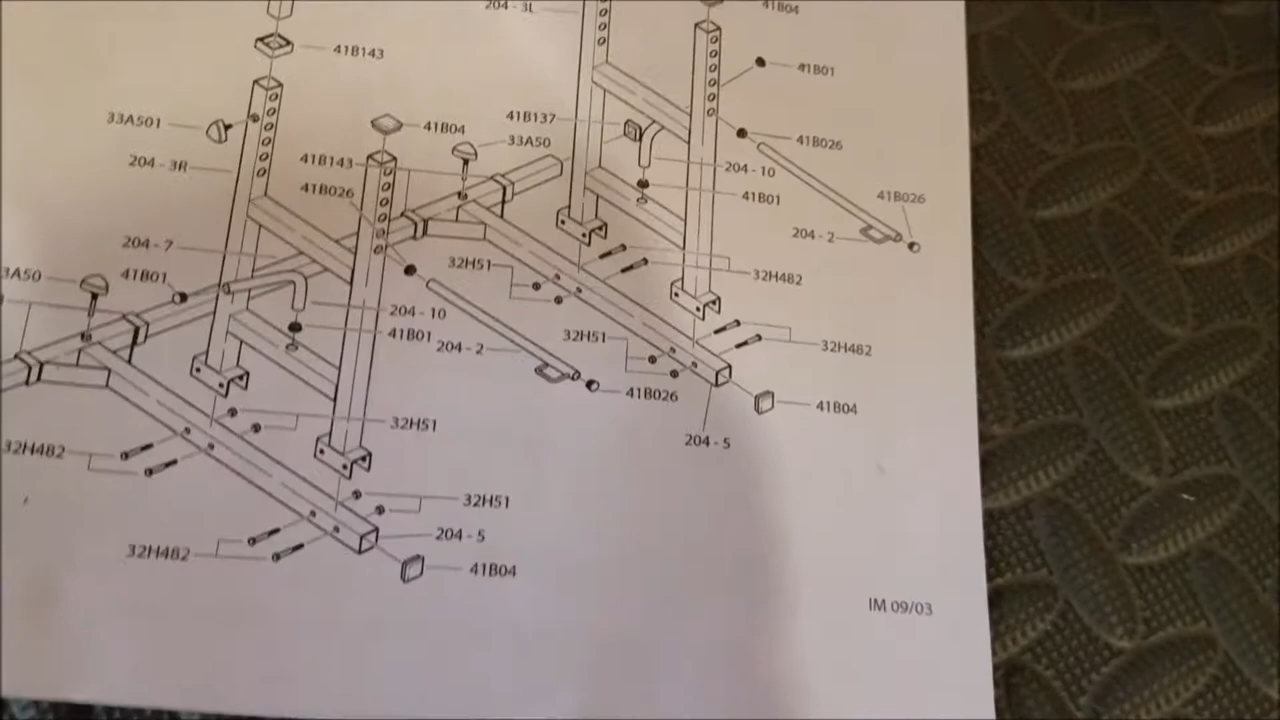 204 - 3L
41B04
41B143
41B01
33A501
41B137
41B04
33A50
41B026
204 - 3R
41B143
204 - 10
41B026
41B01
41B026
204 - 2
204 - 7
32H51
32H482
3A50
41B01
204 - 10
41B01
204 - 2
32H51
32H482
41B026
41B04
32H51
204 - 5
32H482
32H51
204 - 5
32H482
41B04
IM 09/03